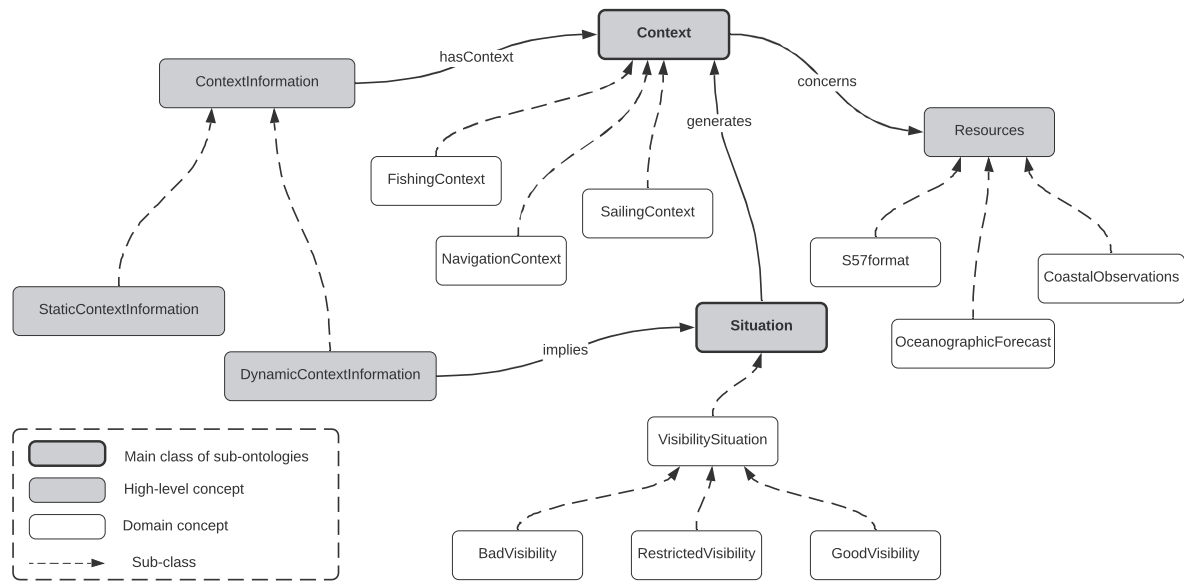 Context
hasContext
ContextInformation
concerns
generates
Resources
FishingContext
SailingContext
NavigationContext
S57format
CoastalObservations
StaticContextInformation
Situation
OceanographicForecast
implies
DynamicContextInformation
VisibilitySituation
Main class of sub-ontologies
High-level concept
Domain concept
Sub-class
BadVisibility
RestrictedVisibility
GoodVisibility